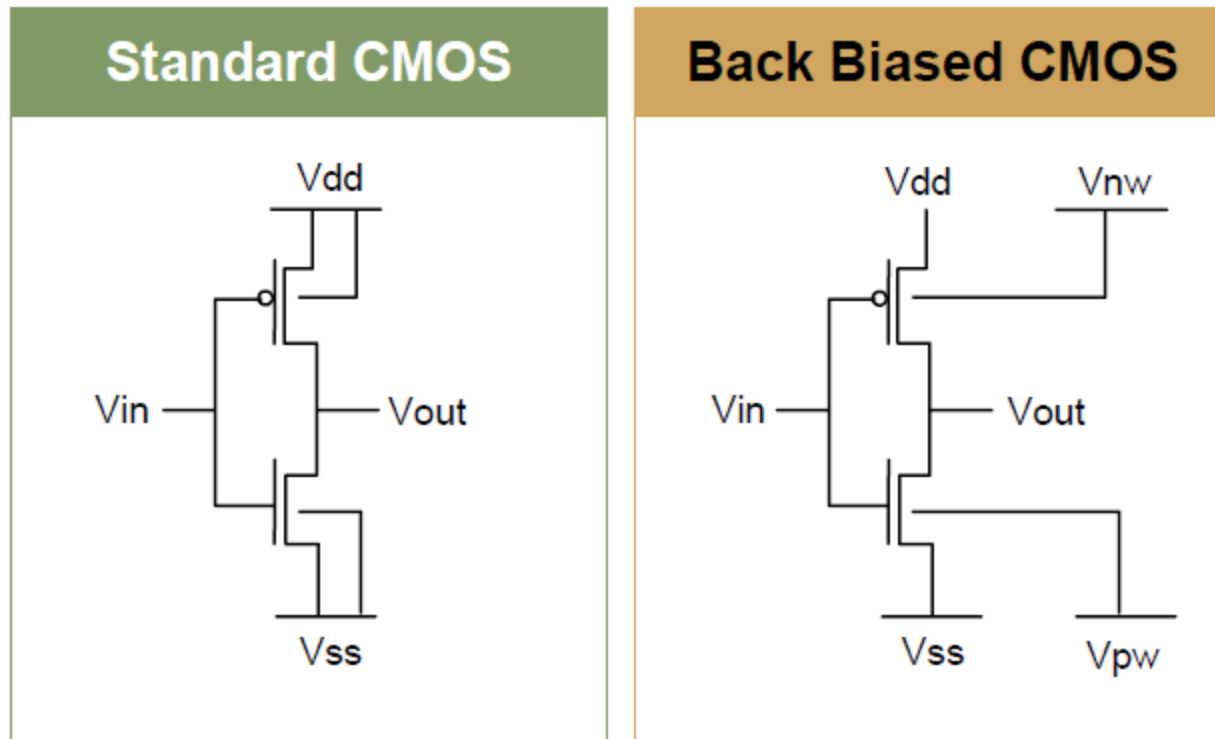 Standard CMOS
Vdd
Vin
Vout
Vss
Back Biased CMOS
Vdd
Vnw
Vin
Vout
Vss
Vpw